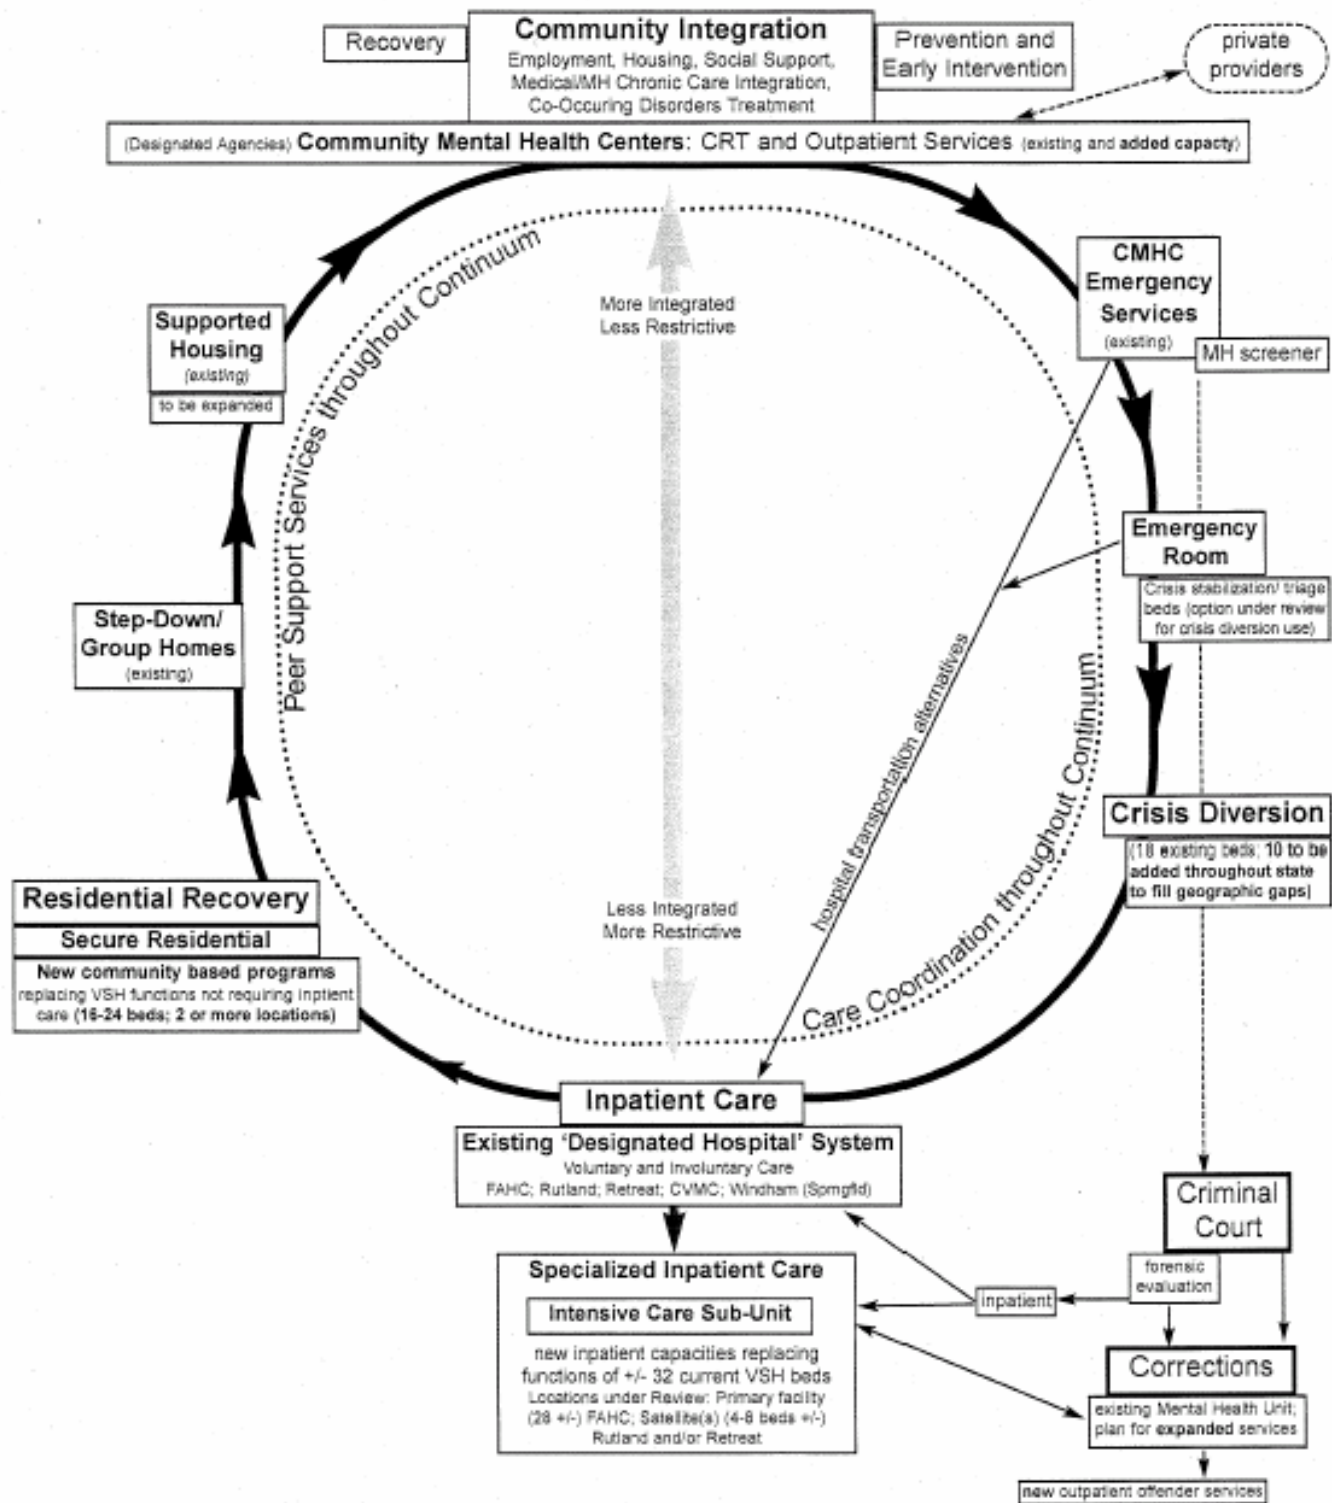 Recovery
Community Integration
Employment, Housing, Social Support,
Medical/MH Chronic Care Integration,
Co-Occuring Disorders Treatment
Prevention and
Early Intervention
private
providers
(Designated Agencies) Community Mental Health Centers: CRT and Outpatient Services (existing and added capacity)
Peer Support Services throughout Continuum
More Integrated
Less Restrictive
CMHC
Emergency
Services
(existing)
MH screener
Supported
Housing
(existing)
to be expanded
Emergency
Room
Crisis stabilization/ triage
beds (option under review
for crisis diversion use)
Step-Down/
Group Homes
(existing)
hospital transportation alternatives
Care Coordination throughout Continuum
Crisis Diversion
(18 existing beds; 10 to be
added throughout state
to fill geographic gaps)
Less Integrated
More Restrictive
Residential Recovery
Secure Residential
New community based programs
replacing VSH functions not requiring inptient
care (16-24 beds; 2 or more locations)
Inpatient Care
Existing 'Designated Hospital' System
Voluntary and Involuntary Care
FAHC; Rutland; Retreat; CVMC; Windham (Sprngfld)
Specialized Inpatient Care
Intensive Care Sub-Unit
new inpatient capacities replacing
functions of +/- 32 current VSH beds
Locations under Review: Primary facility
(28 +/-) FAHC; Satellite(s) (4-8 beds +/-)
Rutland and/or Retreat
Criminal
Court
forensic
evaluation
inpatient
Corrections
existing Mental Health Unit;
plan for expanded services
new outpatient offender services